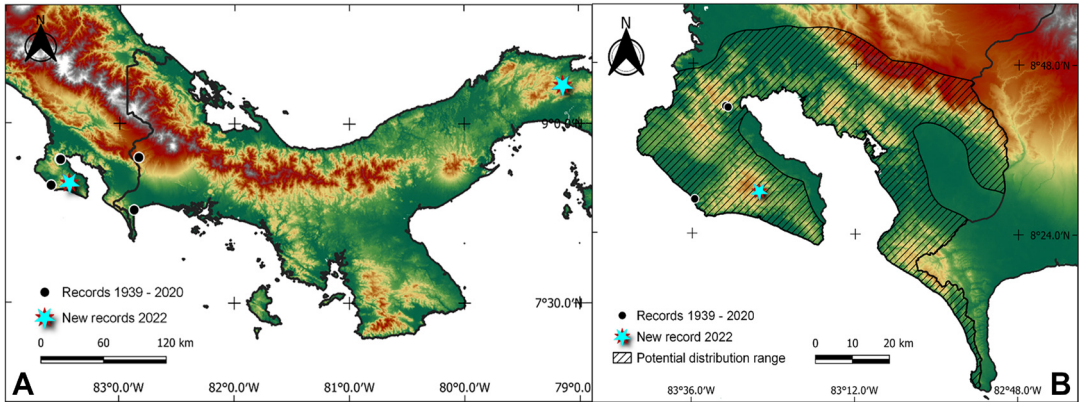 N
9°0.0'N
7°30.0'N
Records 1939 - 2020
New records 2022
0 60 120 km
A
83°0.0'W 82°0.0'W 81°0.0'W 80°0.0'W 79°0.0'
N
8°48.0'N
8°24.0'N
Records 1939 - 2020
New record 2022
Potential distribution range
0 10 20 km
83°36.0'W 83°12.0'W 82°48.0'W
B